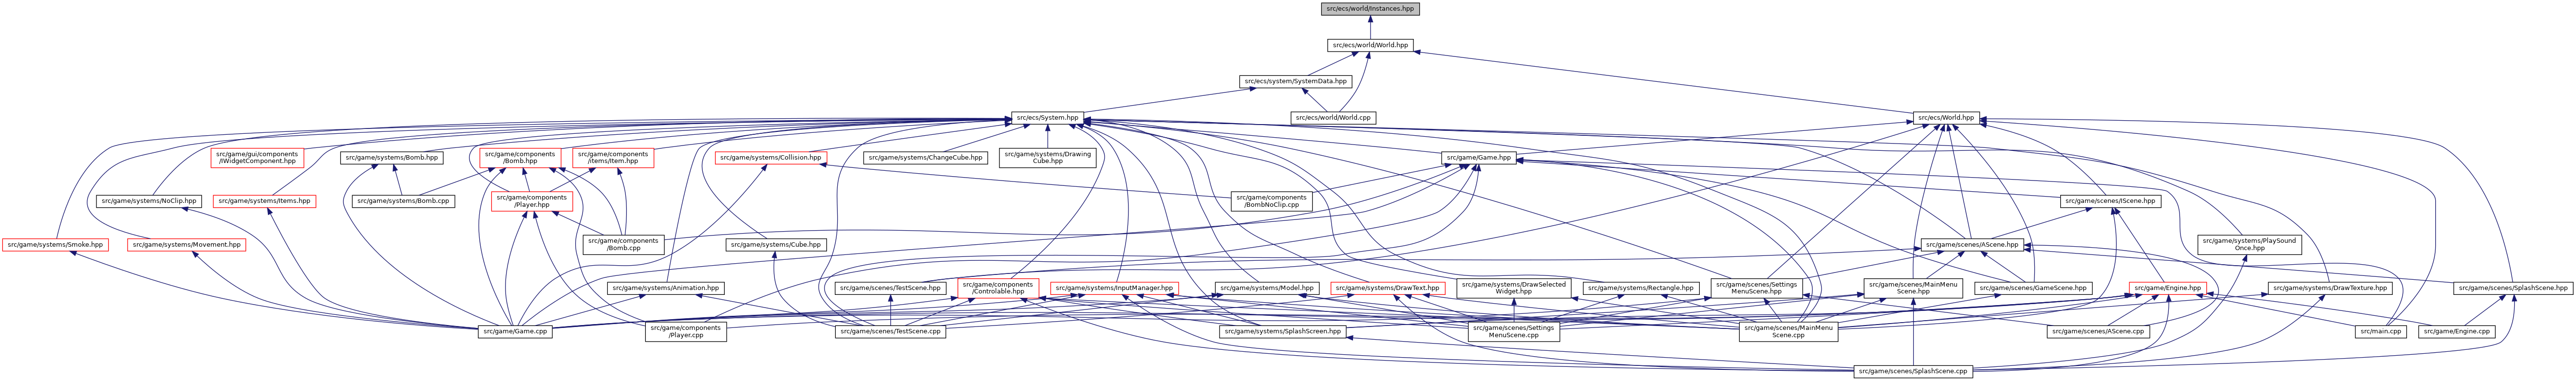 src/ecs/world/Instances.hpp
src/ecs/world/World.hpp
src/ecs/system/SystemData.hpp
src/ecs/System.hpp
src/ecs/world/World.cpp
src/ecs/World.hpp
src/game/gui/components
/IWidgetComponent.hpp
src/game/systems/Bomb.hpp
src/game/components
/Bomb.hpp
src/game/components
/Items/Item.hpp
src/game/systems/Collision.hpp
src/game/systems/ChangeCube.hpp
src/game/systems/Drawing
Cube.hpp
src/game/Game.hpp
src/game/systems/NoClip.hpp
src/game/systems/Items.hpp
src/game/systems/Bomb.cpp
src/game/components
/Player.hpp
src/game/components
/BombNoClip.cpp
src/game/scenes/IScene.hpp
src/game/systems/Smoke.hpp
src/game/systems/Movement.hpp
src/game/components
/Bomb.cpp
src/game/systems/Cube.hpp
src/game/scenes/AScene.hpp
src/game/systems/PlaySound
Once.hpp
src/game/systems/Animation.hpp
src/game/scenes/TestScene.hpp
src/game/components
/Controlable.hpp
src/game/systems/InputManager.hpp
src/game/systems/Model.hpp
src/game/systems/DrawText.hpp
src/game/systems/DrawSelected
Widget.hpp
src/game/systems/Rectangle.hpp
src/game/scenes/Settings
MenuScene.hpp
src/game/scenes/MainMenu
Scene.hpp
src/game/scenes/GameScene.hpp
src/game/Engine.hpp
src/game/systems/DrawTexture.hpp
src/game/scenes/SplashScene.hpp
src/game/Game.cpp
src/game/components
/Player.cpp
src/game/scenes/TestScene.cpp
src/game/systems/SplashScreen.hpp
src/game/scenes/Settings
MenuScene.cpp
src/game/scenes/MainMenu
Scene.cpp
src/game/scenes/AScene.cpp
src/main.cpp
src/game/Engine.cpp
src/game/scenes/SplashScene.cpp